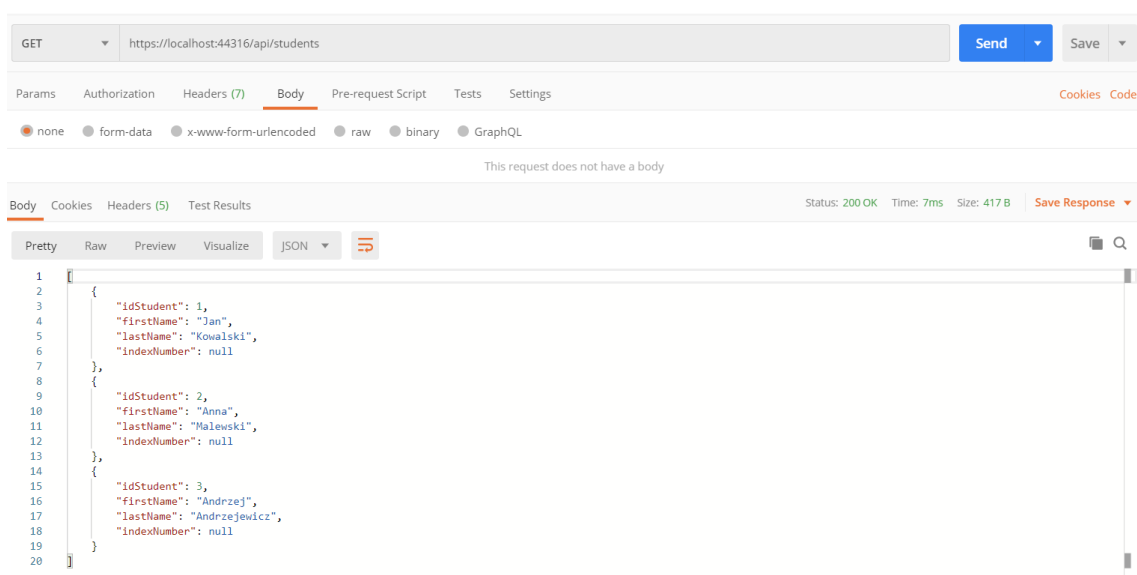 GET https://localhost:44316/api/students Send Save
Params Authorization Headers (7) Body Pre-request Script Tests Settings Cookies Code
none form-data x-www-form-urlencoded raw binary GraphQL
This request does not have a body
Body Cookies Headers (5) Test Results Status: 200 OK Time: 7ms Size: 417 B Save Response
Pretty Raw Preview Visualize JSON
1 [
2 {
3 "idStudent": 1,
4 "firstName": "Jan",
5 "lastName": "Kowalski",
6 "indexNumber": null
7 },
8 {
9 "idStudent": 2,
10 "firstName": "Anna",
11 "lastName": "Malewski",
12 "indexNumber": null
13 },
14 {
15 "idStudent": 3,
16 "firstName": "Andrzej",
17 "lastName": "Andrzejewicz",
18 "indexNumber": null
19 }
20 ]